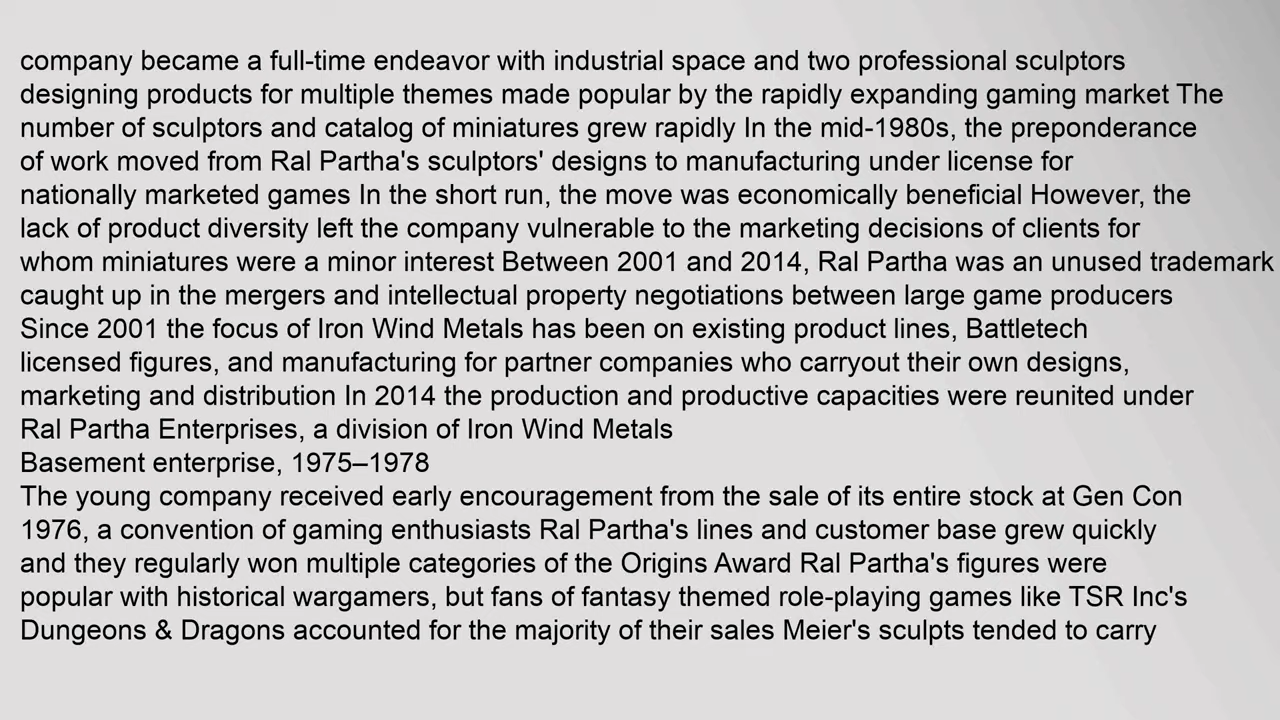 company became a full-time endeavor with industrial space and two professional sculptors
designing products for multiple themes made popular by the rapidly expanding gaming market The
number of sculptors and catalog of miniatures grew rapidly In the mid-1980s, the preponderance
of work moved from Ral Partha's sculptors' designs to manufacturing under license for
nationally marketed games In the short run, the move was economically beneficial However, the
lack of product diversity left the company vulnerable to the marketing decisions of clients for
whom miniatures were a minor interest Between 2001 and 2014, Ral Partha was an unused trademark
caught up in the mergers and intellectual property negotiations between large game producers
Since 2001 the focus of Iron Wind Metals has been on existing product lines, Battletech
licensed figures, and manufacturing for partner companies who carryout their own designs,
marketing and distribution In 2014 the production and productive capacities were reunited under
Ral Partha Enterprises, a division of Iron Wind Metals
Basement enterprise, 1975–1978
The young company received early encouragement from the sale of its entire stock at Gen Con
1976, a convention of gaming enthusiasts Ral Partha's lines and customer base grew quickly
and they regularly won multiple categories of the Origins Award Ral Partha's figures were
popular with historical wargamers, but fans of fantasy themed role-playing games like TSR Inc's
Dungeons & Dragons accounted for the majority of their sales Meier's sculpts tended to carry